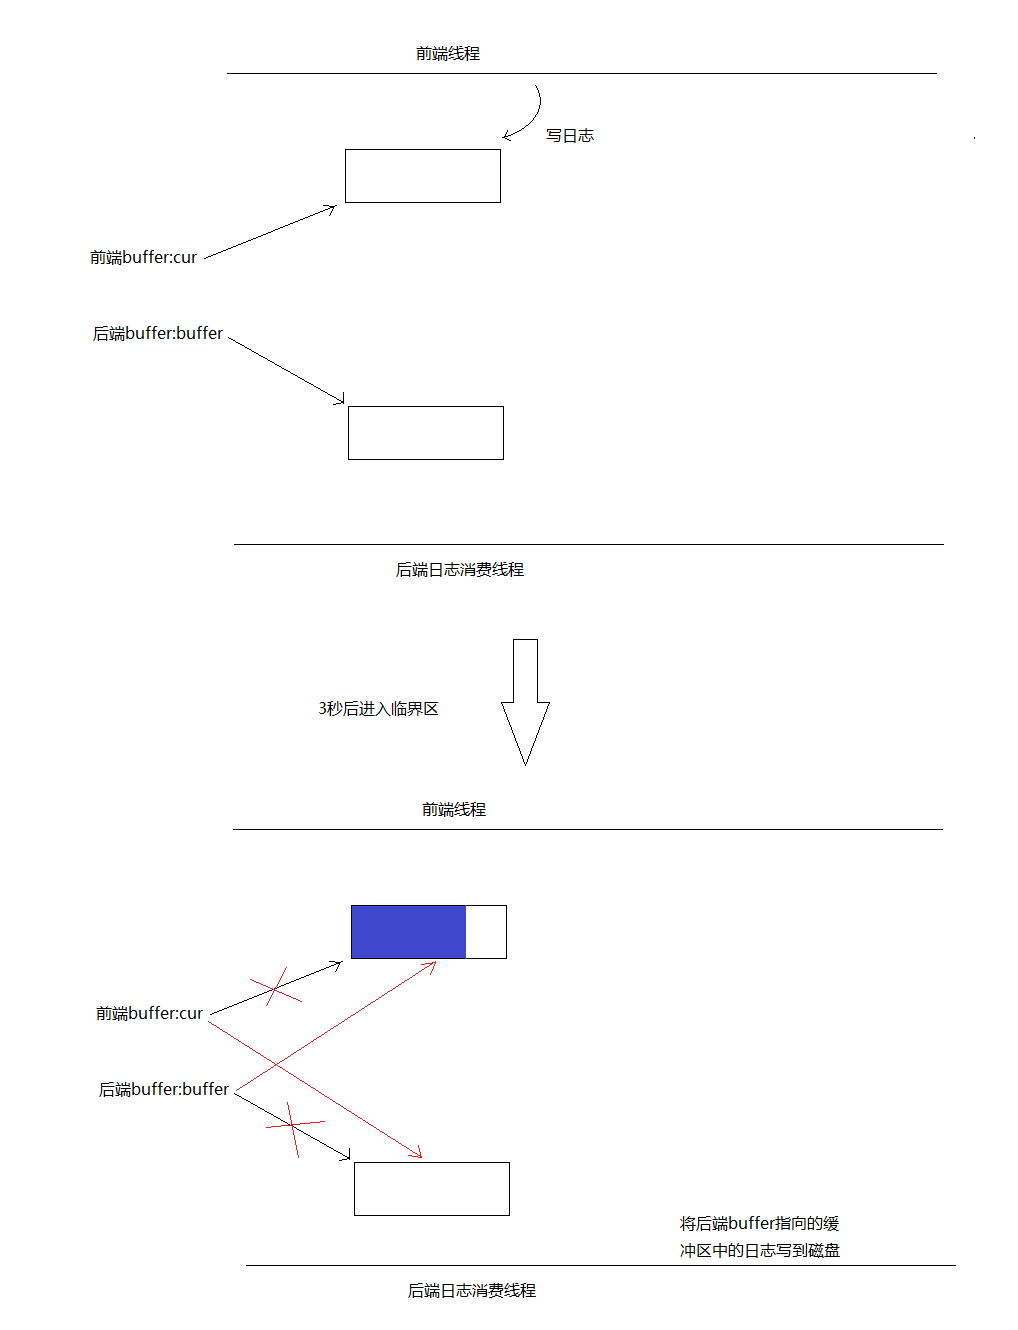 前端线程
写日志
前端buffer:cur
后端buffer:buffer
后端日志消费线程
3秒后进入临界区
前端线程
前端buffer:cur
后端buffer:buffer
将后端buffer指向的缓
冲区中的日志写到磁盘
后端日志消费线程